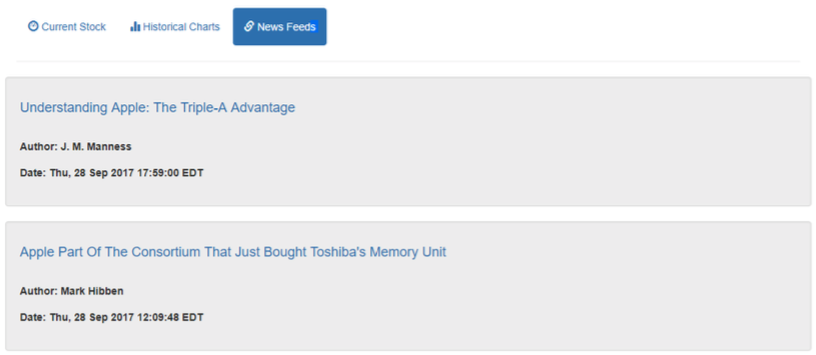 Current Stock Historical Charts News Feeds
Understanding Apple: The Triple-A Advantage
Author: J. M. Manness
Date: Thu, 28 Sep 2017 17:59:00 EDT
Apple Part Of The Consortium That Just Bought Toshiba's Memory Unit
Author: Mark Hibben
Date: Thu, 28 Sep 2017 12:09:48 EDT